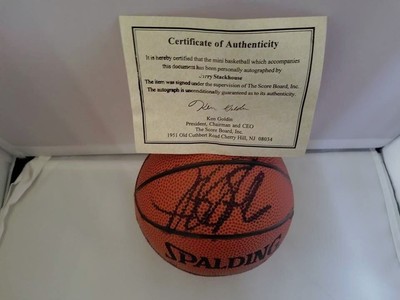 Certificate of Authenticity
It is hereby certified that the mini basketball which accompanies
this document has been personally autographed by
Jerry Stackhouse
The item was signed under the supervision of The Score Board, Inc.
The autograph is unconditionally guaranteed as to its authenticity.
Ken Goldin
Ken Goldin
President, Chairman and CEO
The Score Board, Inc.
1951 Old Cuthbert Road Cherry Hill, NJ 08034
SPALDING